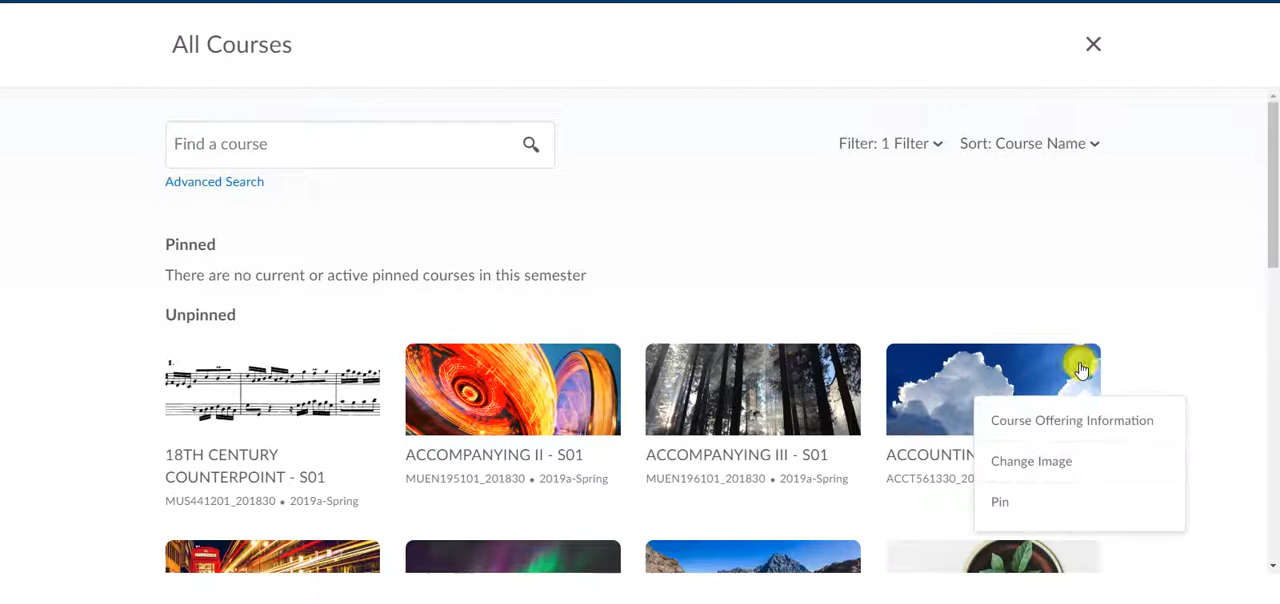 All Courses
Find a course
Filter: 1 Filter
Sort: Course Name
Advanced Search
Pinned
There are no current or active pinned courses in this semester
Unpinned
1.
18TH CENTURY
COUNTERPOINT - S01
MUS441201_201830 • 2019a-Spring
ACCOMPANYING II - S01
MUEN195101_201830 • 2019a-Spring
ACCOMPANYING III - S01
MUEN196101_201830 • 2019a-Spring
ACCOUNTIN
ACCT561330_20
Course Offering Information
Change Image
Pin